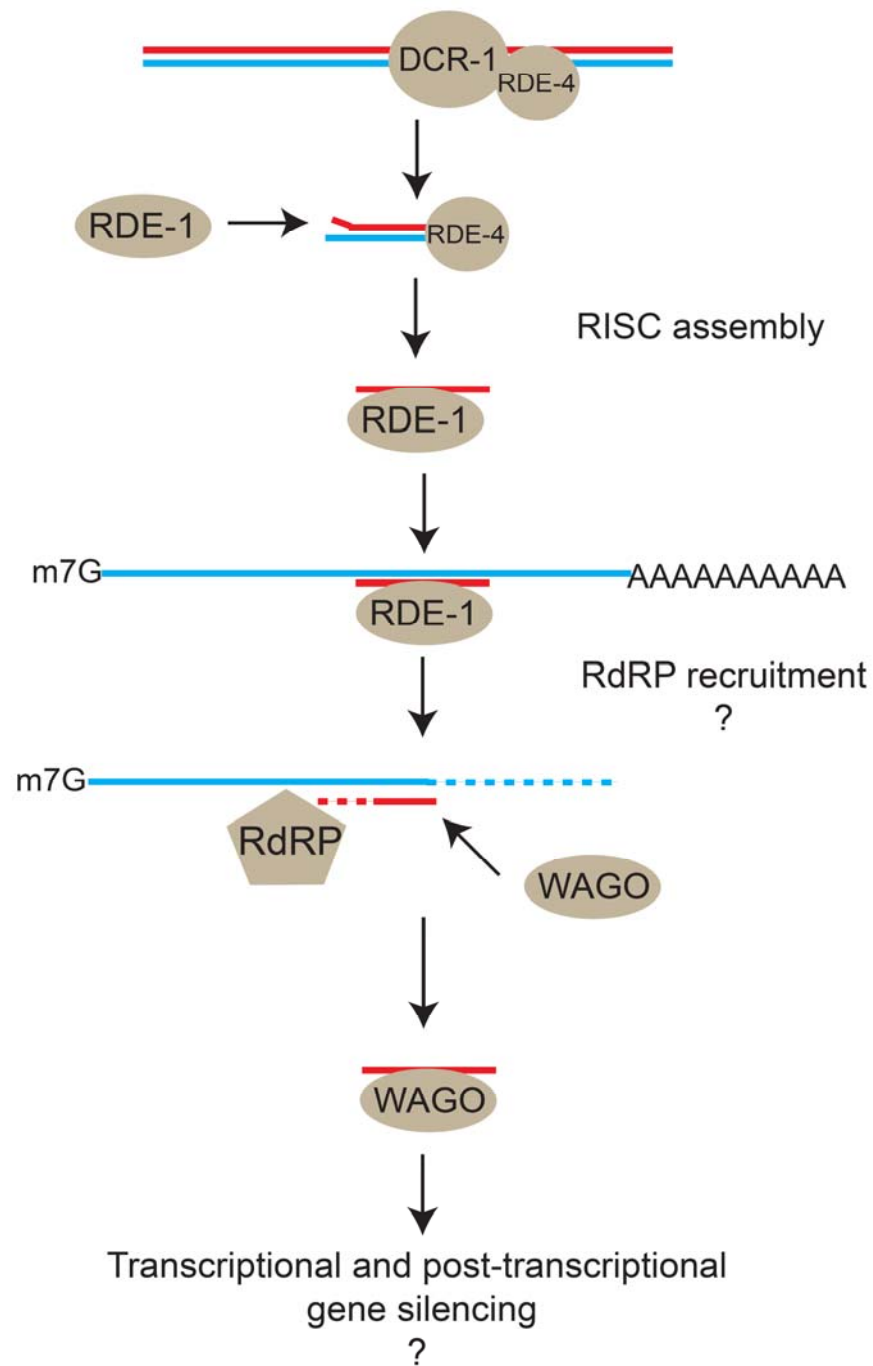 DCR-1
RDE-4
RDE-1
RDE-4
RISC assembly
RDE-1
m7G
AAAAAAAAAA
RDE-1
RdRP recruitment
?
m7G
RdRP
WAGO
WAGO
Transcriptional and post-transcriptional
gene silencing
?